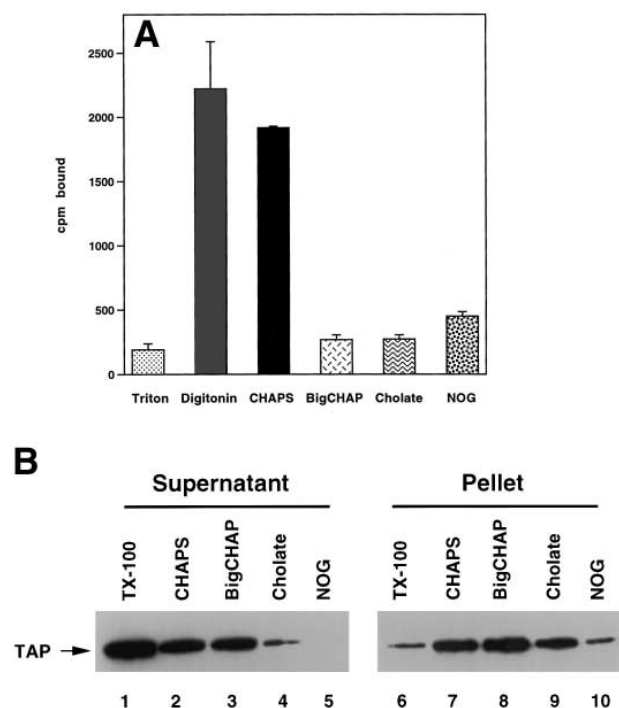 A
2500
2000
1500
1000
500
0
cpm bound
Triton Digitonin CHAPS BigCHAP Cholate NOG
B
Supernatant Pellet
TX-100 CHAPS BigCHAP Cholate NOG TX-100 CHAPS BigCHAP Cholate NOG
TAP
1 2 3 4 5 6 7 8 9 10